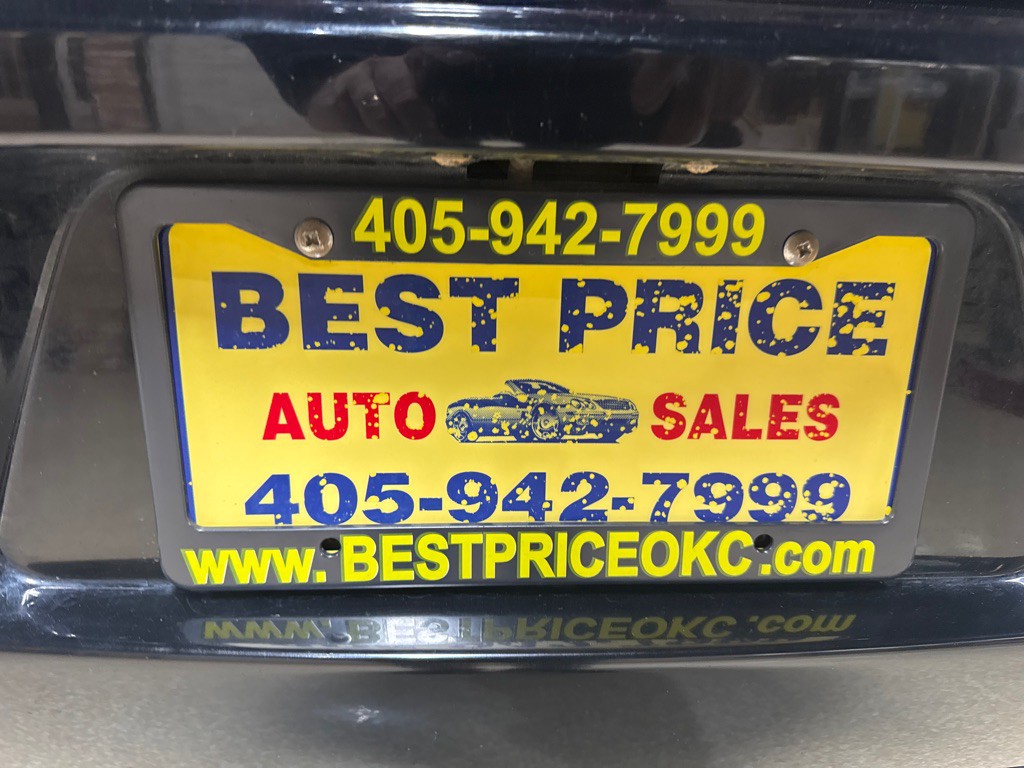 405-942-7999
BEST PRICE
AUTO SALES
405-942-7999
www.BESTPRICEOKC.com